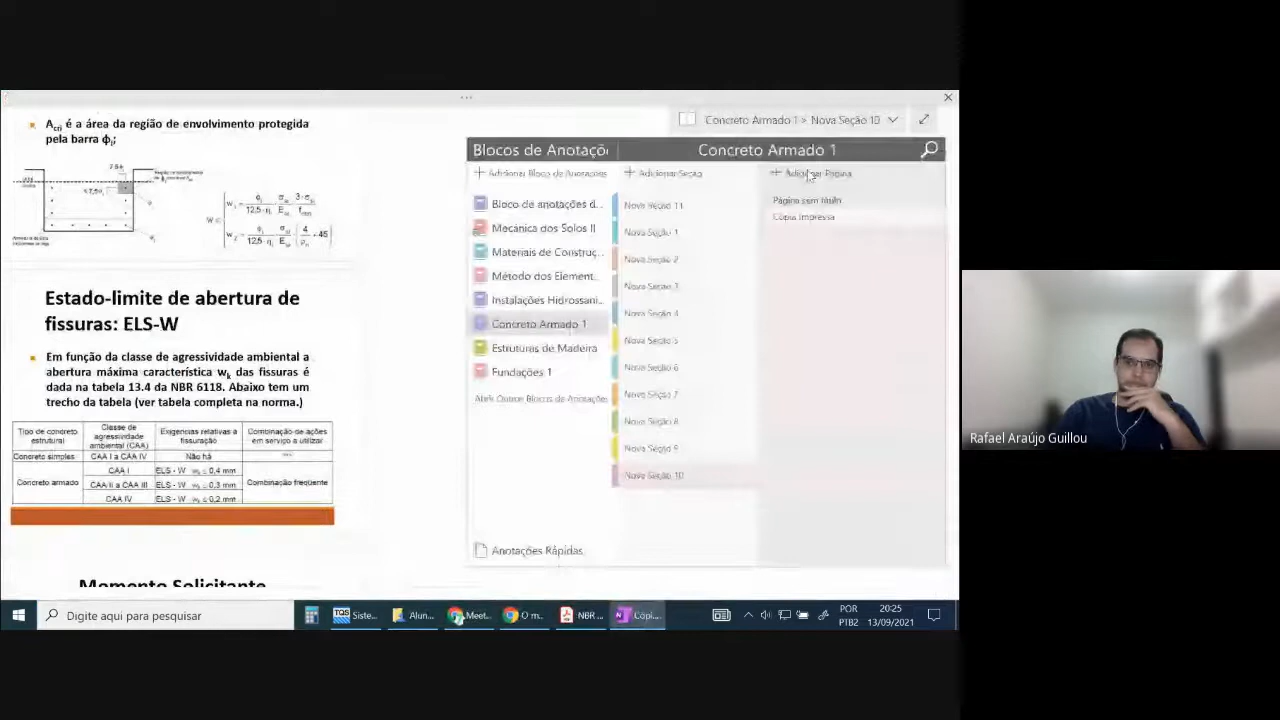 Acri é a área da região de envolvimento protegida
pela barra ϕi;
Estado-limite de abertura de
fissuras: ELS-W
Em função da classe de agressividade ambiental a
abertura máxima característica wk das fissuras é
dada na tabela 13.4 da NBR 6118. Abaixo tem um
trecho da tabela (ver tabela completa na norma.)
Tipo de concreto estrutural
Classe de agressividade ambiental (CAA)
Exigências relativas a fissuração
Combinação de ações em serviço a utilizar
Concreto simples
CAA I a CAA IV
Não há
Concreto armado
CAA I
ELS - W wk ≤ 0,4 mm
CAA II a CAA III
ELS - W wk ≤ 0,3 mm
Combinação freqüente
CAA IV
ELS - W wk ≤ 0,2 mm
Momento Solicitante
Concreto Armado 1 > Nova Seção 10
Blocos de Anotaçõ
Concreto Armado 1
+ Adicionar Bloco de Anotações
+ Adicionar Seção
+ Adicionar Página
Bloco de anotações d...
Mecânica dos Solos II
Materiais de Construç...
Método dos Element...
Instalações Hidrossani...
Concreto Armado 1
Estruturas de Madeira
Fundações 1
Abrir Outros Blocos de Anotações
Nova Seção 11
Nova Seção 1
Nova Seção 2
Nova Seção 3
Nova Seção 4
Nova Seção 5
Nova Seção 6
Nova Seção 7
Nova Seção 8
Nova Seção 9
Nova Seção 10
Página sem título
Cópia Impressa
Anotações Rápidas
Rafael Araújo Guillou
Digite aqui para pesquisar
TQS
Siste...
Alun...
Meet...
O m...
NBR ...
Cópi...
POR
PTB2
20:25
13/09/2021